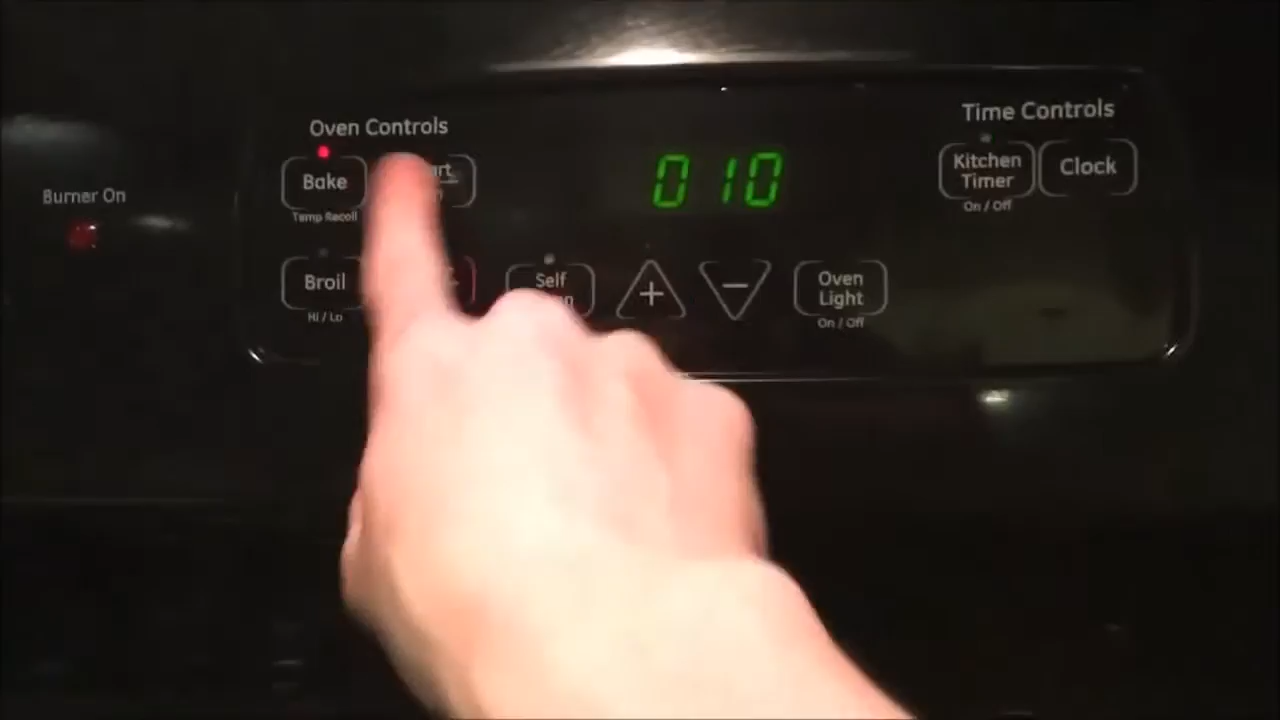 Oven Controls
Time Controls
Burner On
Bake
Temp Recall
010
Kitchen
Timer
On / Off
Clock
Broil
Hi / Lo
Self
+
−
Oven
Light
On / Off